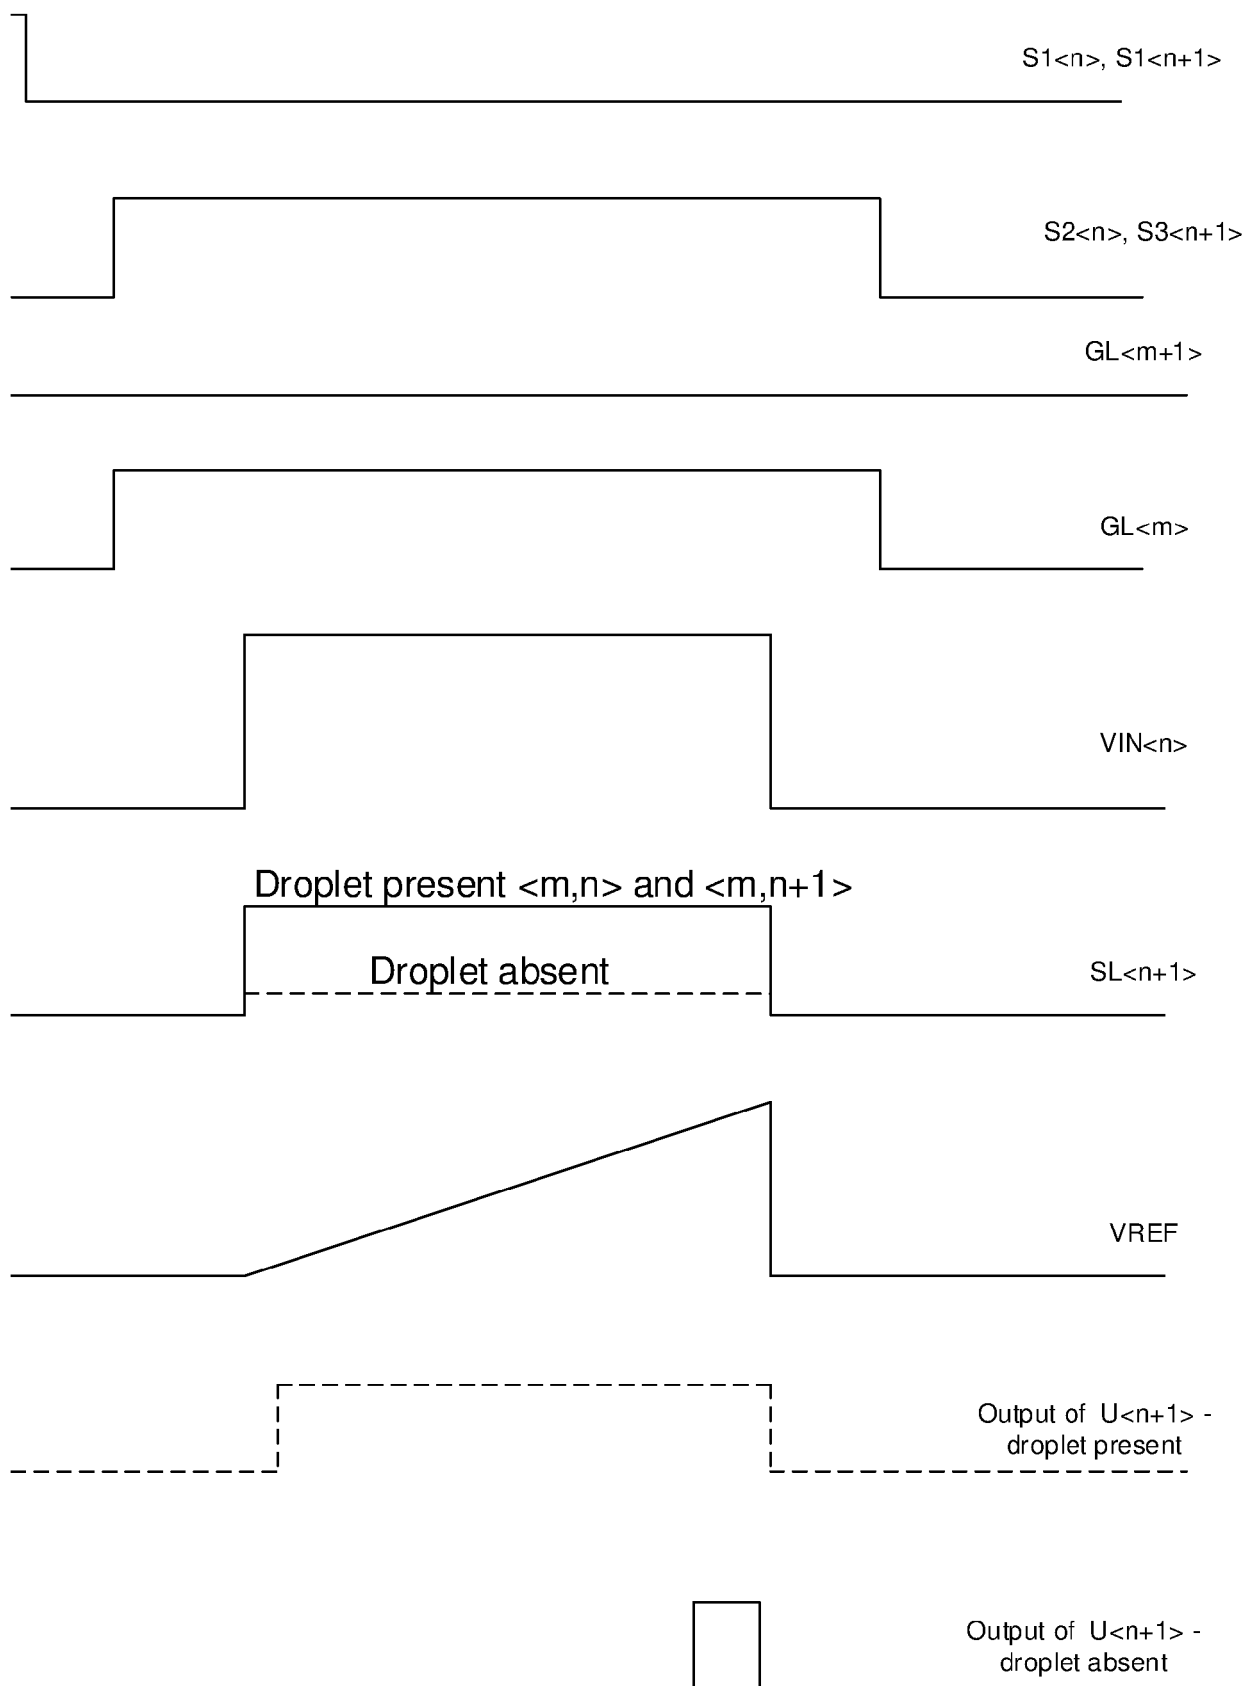 S1<n>, S1<n+1>
S2<n>, S3<n+1>
GL<m+1>
GL<m>
VIN<n>
Droplet present <m,n> and <m,n+1>
Droplet absent
SL<n+1>
VREF
Output of U<n+1> -
droplet present
Output of U<n+1> -
droplet absent